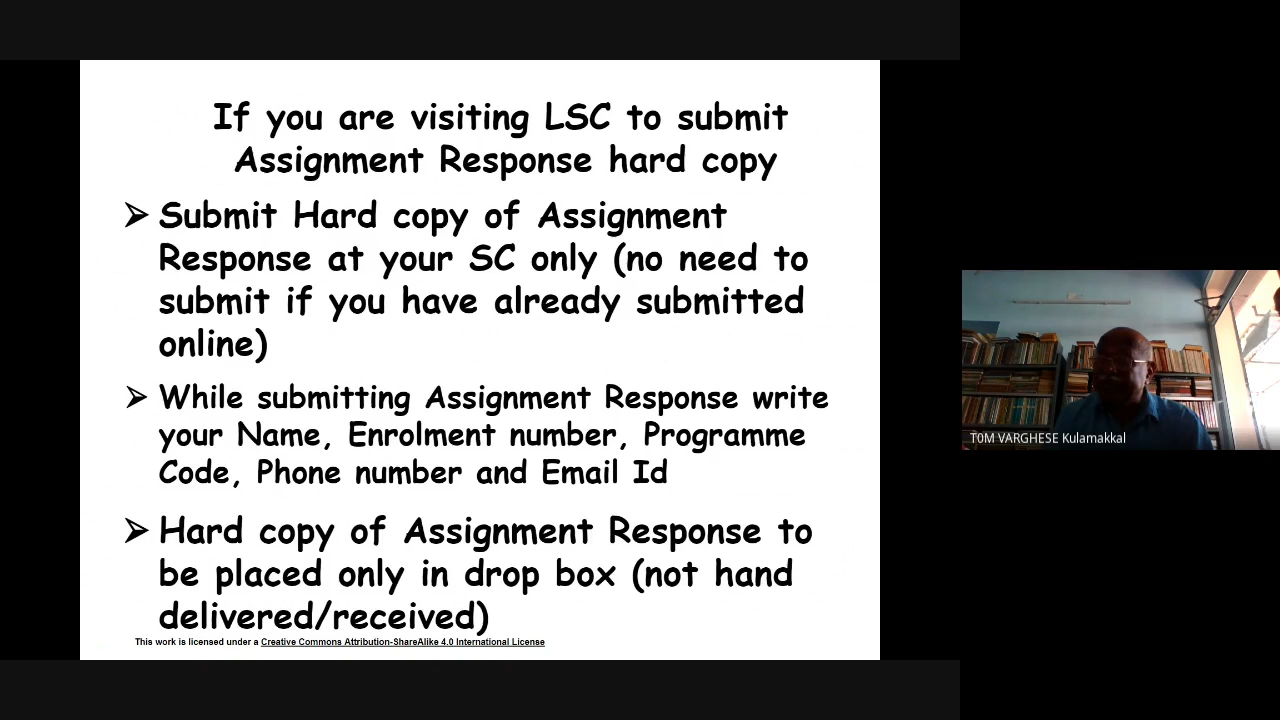 If you are visiting LSC to submit
Assignment Response hard copy
➢ Submit Hard copy of Assignment
Response at your SC only (no need to
submit if you have already submitted
online)
➢ While submitting Assignment Response write
your Name, Enrolment number, Programme
Code, Phone number and Email Id
➢ Hard copy of Assignment Response to
be placed only in drop box (not hand
delivered/received)
This work is licensed under a Creative Commons Attribution-ShareAlike 4.0 International License
T0M VARGHESE Kulamakkal